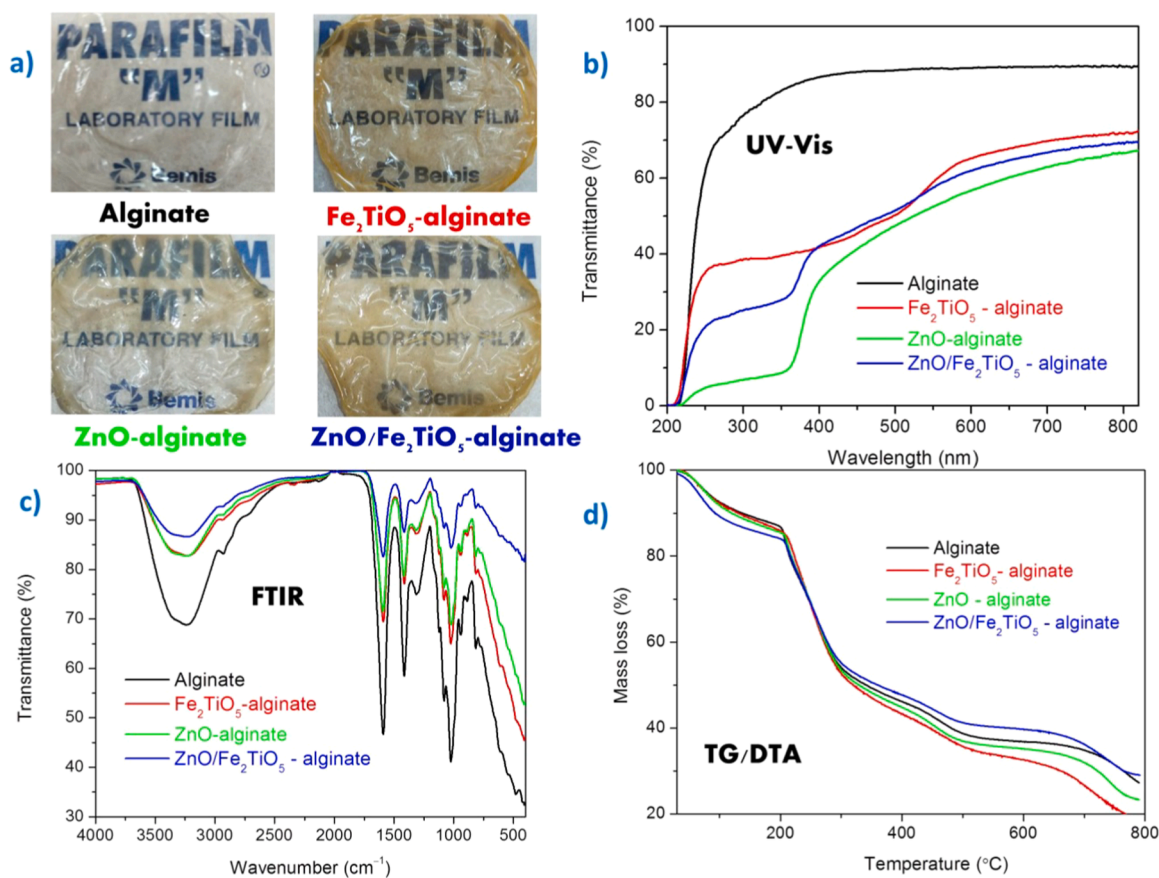 a)
PARAFILM
"M"
®
LABORATORY FILM
Bemis
Alginate
PARAFILM
"M"
LABORATORY FILM
Bemis
Fe₂TiO₅-alginate
PARAFILM
"M"
LABORATORY FILM
Bemis
ZnO-alginate
PARAFILM
"M"
LABORATORY FILM
Bemis
ZnO/Fe₂TiO₅-alginate
b)
UV-Vis
Transmittance (%)
100
80
60
40
20
0
Alginate
Fe₂TiO₅ - alginate
ZnO-alginate
ZnO/Fe₂TiO₅ - alginate
200 300 400 500 600 700 800
Wavelength (nm)
c)
FTIR
Transmittance (%)
100
90
80
70
60
50
40
30
Alginate
Fe₂TiO₅-alginate
ZnO-alginate
ZnO/Fe₂TiO₅ - alginate
4000 3500 3000 2500 2000 1500 1000 500
Wavenumber (cm⁻¹)
d)
TG/DTA
Mass loss (%)
100
80
60
40
20
Alginate
Fe₂TiO₅- alginate
ZnO - alginate
ZnO/Fe₂TiO₅ - alginate
200 400 600 800
Temperature (°C)